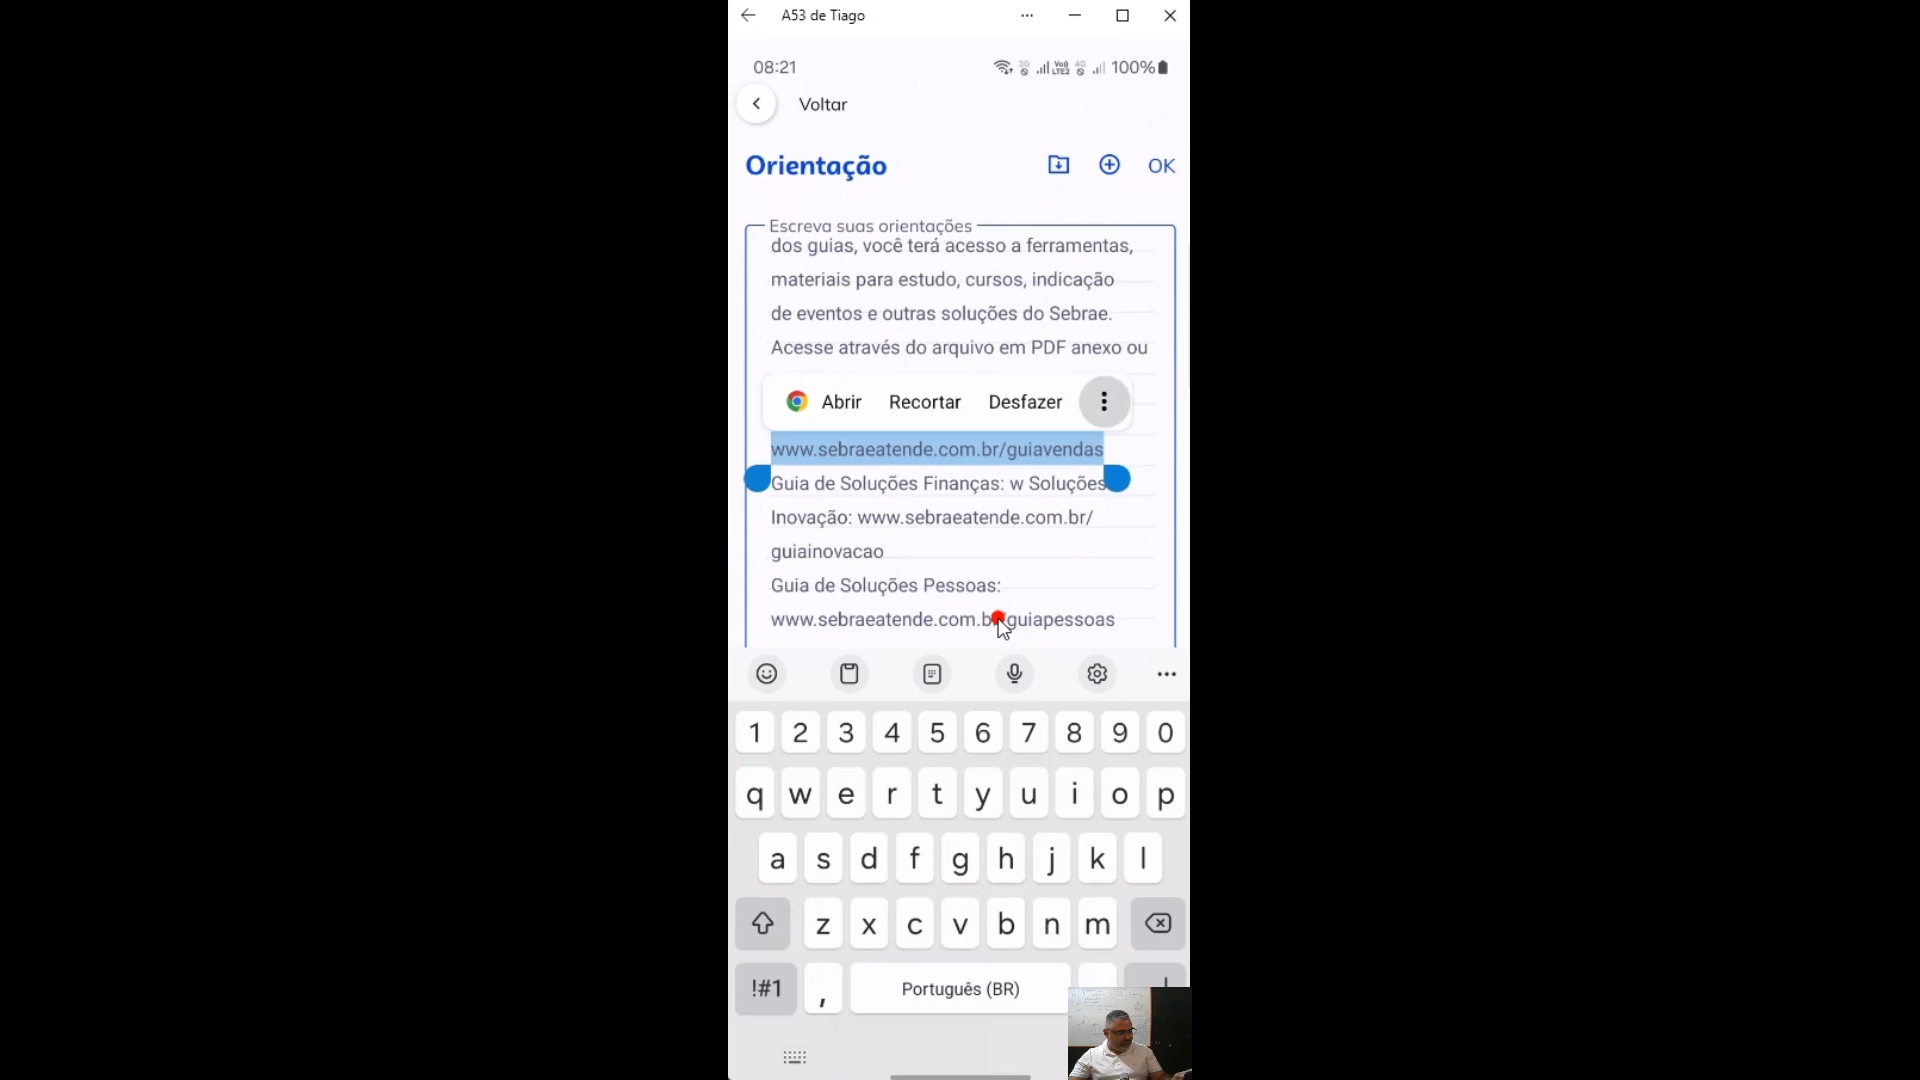 A53 de Tiago
08:21
3G
Vo))
LTE2
4G
100%
Voltar
Orientação
OK
Escreva suas orientações
dos guias, você terá acesso a ferramentas,
materiais para estudo, cursos, indicação
de eventos e outras soluções do Sebrae.
Acesse através do arquivo em PDF anexo ou
Abrir Recortar Desfazer
www.sebraeatende.com.br/guiavendas
Guia de Soluções Finanças: w Soluções
Inovação: www.sebraeatende.com.br/
guiainovacao
Guia de Soluções Pessoas:
www.sebraeatende.com.br/guiapessoas
1 2 3 4 5 6 7 8 9 0
q w e r t y u i o p
a s d f g h j k l
z x c v b n m
!#1 , Português (BR)